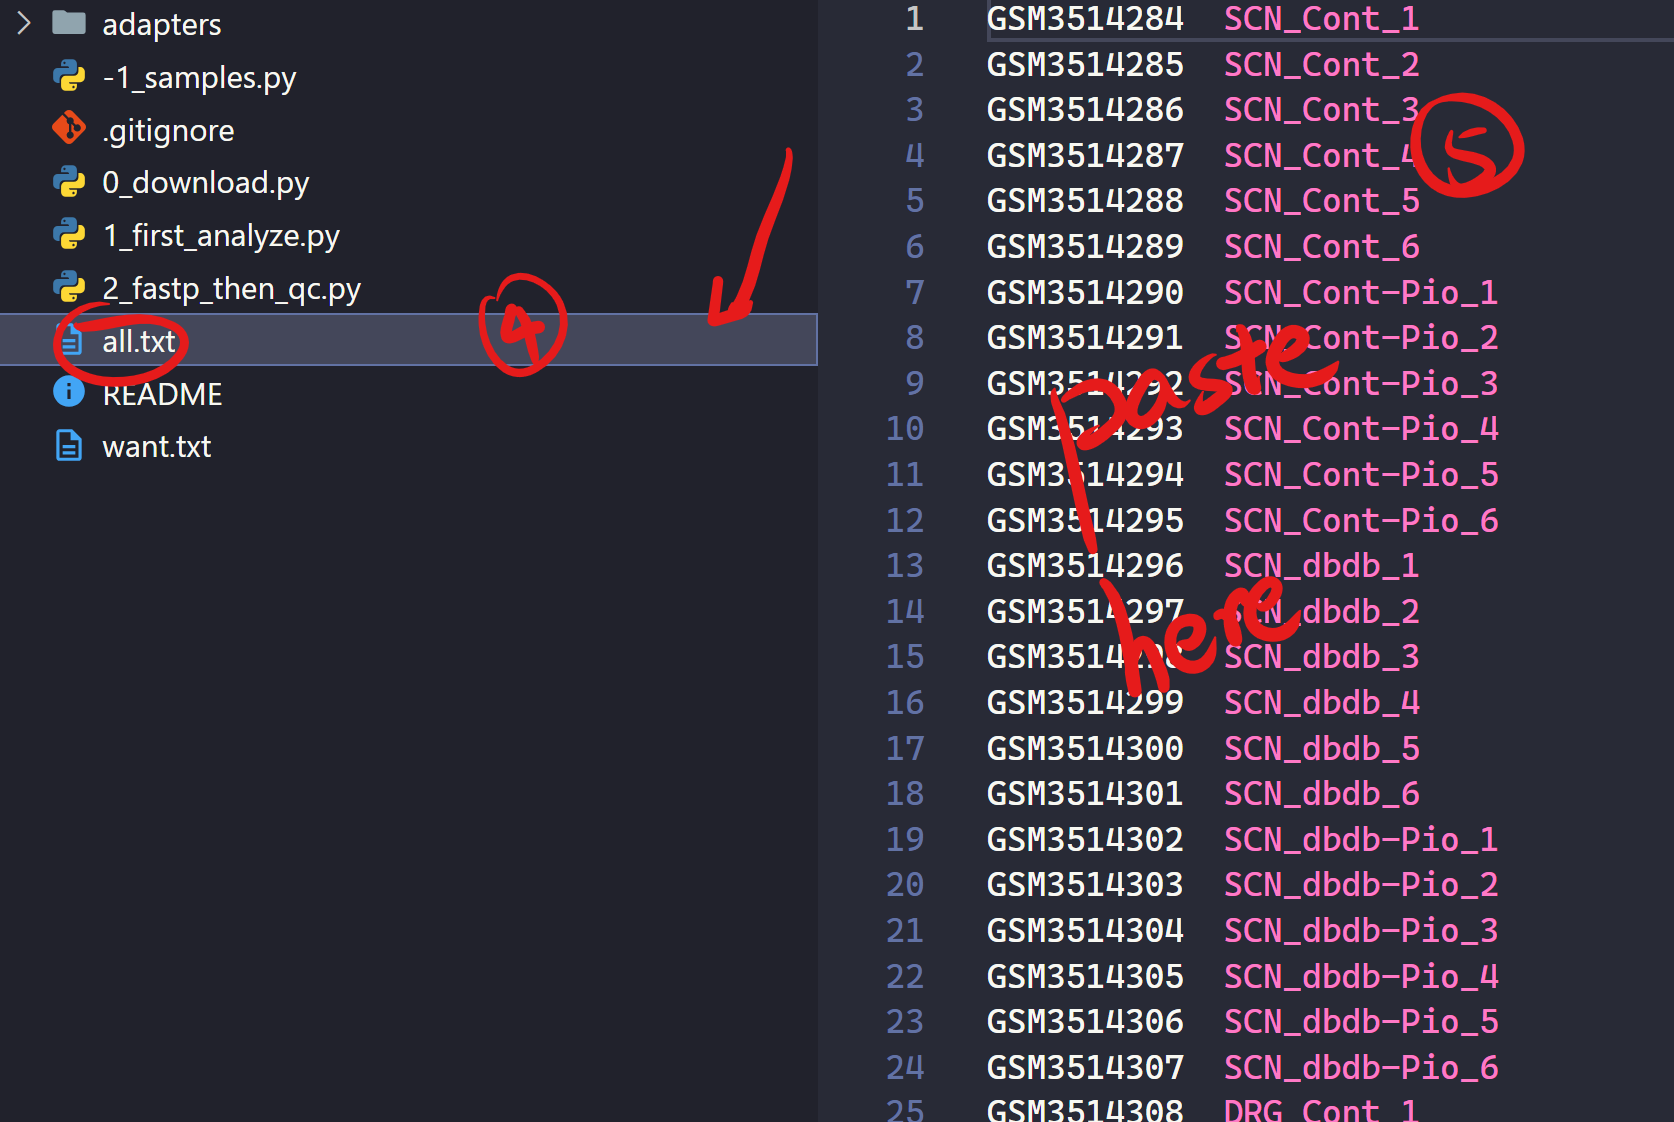 adapters
-1_samples.py
.gitignore
0_download.py
1_first_analyze.py
2_fastp_then_qc.py
all.txt
README
want.txt
4
1 GSM3514284 SCN_Cont_1
2 GSM3514285 SCN_Cont_2
3 GSM3514286 SCN_Cont_3
4 GSM3514287 SCN_Cont_4
5 GSM3514288 SCN_Cont_5
6 GSM3514289 SCN_Cont_6
7 GSM3514290 SCN_Cont-Pio_1
8 GSM3514291 SCN_Cont-Pio_2
9 GSM3514292 SCN_Cont-Pio_3
10 GSM3514293 SCN_Cont-Pio_4
11 GSM3514294 SCN_Cont-Pio_5
12 GSM3514295 SCN_Cont-Pio_6
13 GSM3514296 SCN_dbdb_1
14 GSM3514297 SCN_dbdb_2
15 GSM3514298 SCN_dbdb_3
16 GSM3514299 SCN_dbdb_4
17 GSM3514300 SCN_dbdb_5
18 GSM3514301 SCN_dbdb_6
19 GSM3514302 SCN_dbdb-Pio_1
20 GSM3514303 SCN_dbdb-Pio_2
21 GSM3514304 SCN_dbdb-Pio_3
22 GSM3514305 SCN_dbdb-Pio_4
23 GSM3514306 SCN_dbdb-Pio_5
24 GSM3514307 SCN_dbdb-Pio_6
25 GSM3514308 DRG_Cont_1
5
paste
here